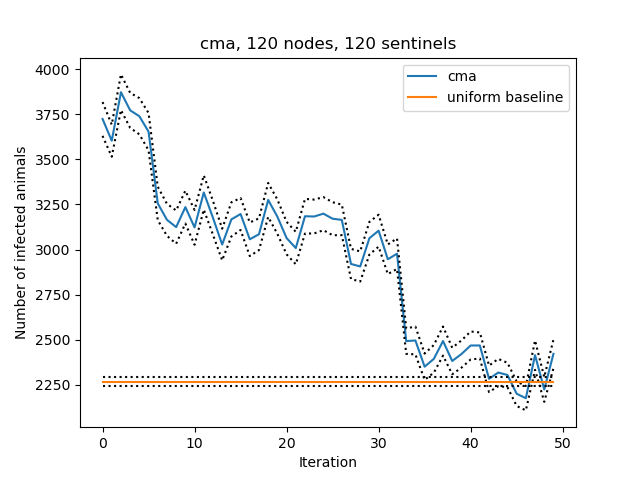 cma, 120 nodes, 120 sentinels
cma
uniform baseline
Number of infected animals
4000
3750
3500
3250
3000
2750
2500
2250
0 10 20 30 40 50
Iteration